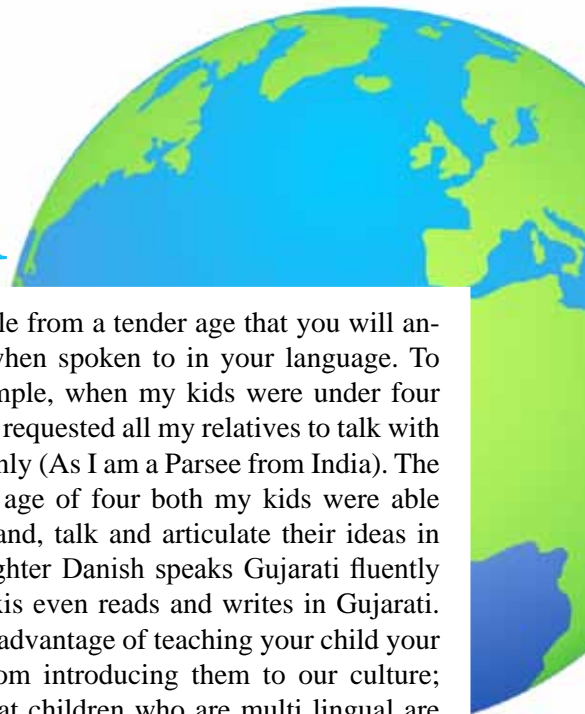 le from a tender age that you will an-
when spoken to in your language. To
mple, when my kids were under four
requested all my relatives to talk with
nly (As I am a Parsee from India). The
age of four both my kids were able
and, talk and articulate their ideas in
ghter Danish speaks Gujarati fluently
kis even reads and writes in Gujarati.
advantage of teaching your child your
om introducing them to our culture;
at children who are multi lingual are